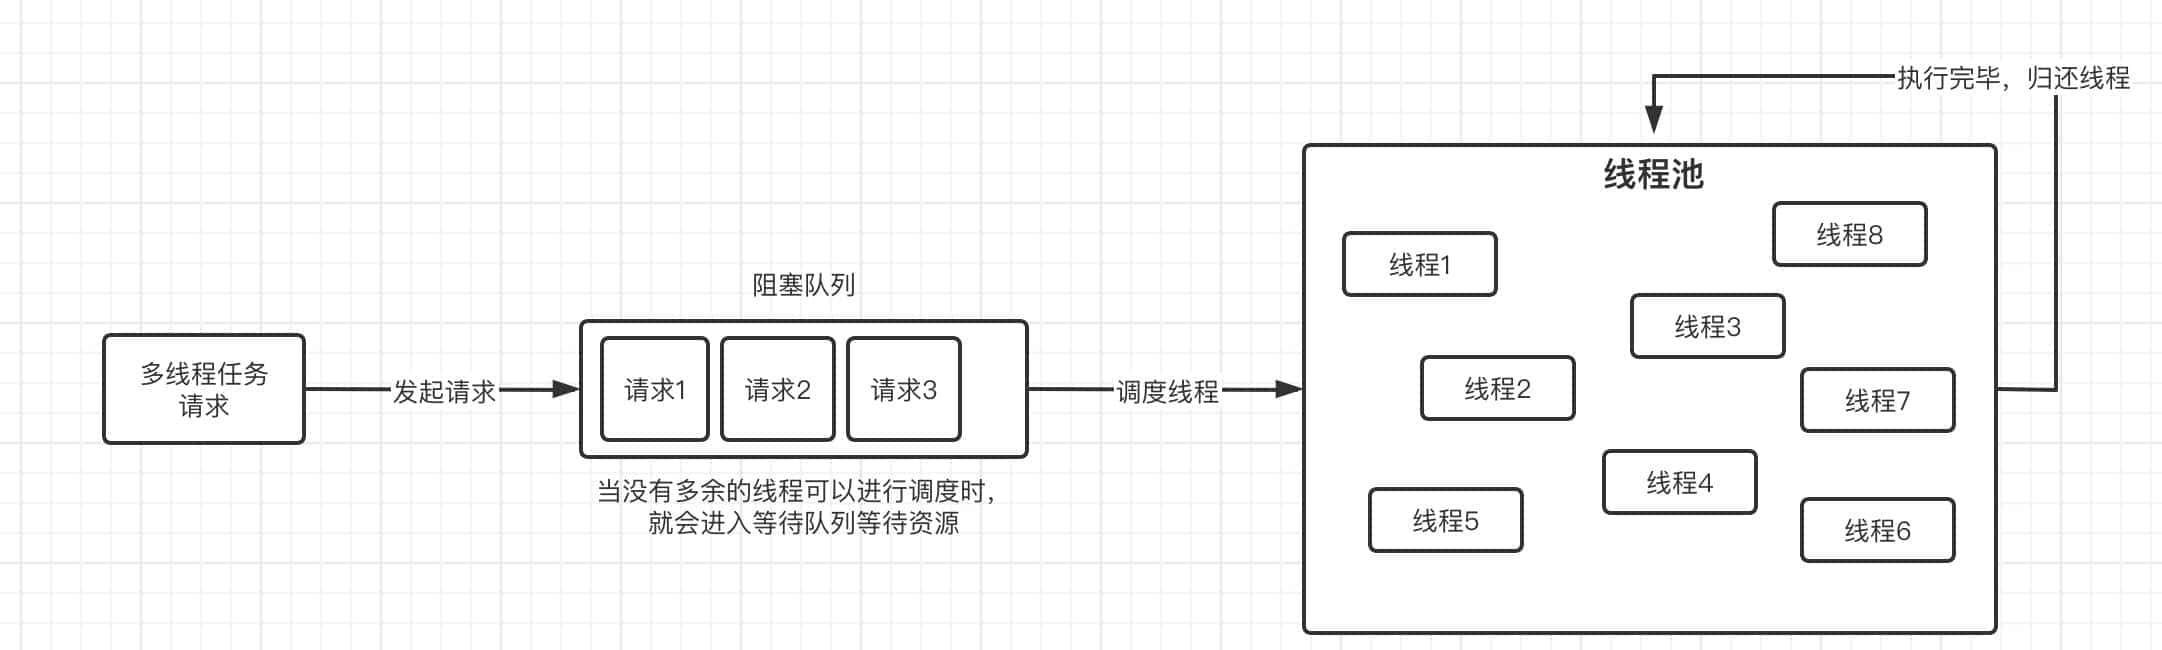 执行完毕，归还线程
线程池
线程8
线程1
线程3
阻塞队列
多线程任务
请求
发起请求
请求1
请求2
请求3
调度线程
线程2
线程7
当没有多余的线程可以进行调度时，
就会进入等待队列等待资源
线程4
线程5
线程6